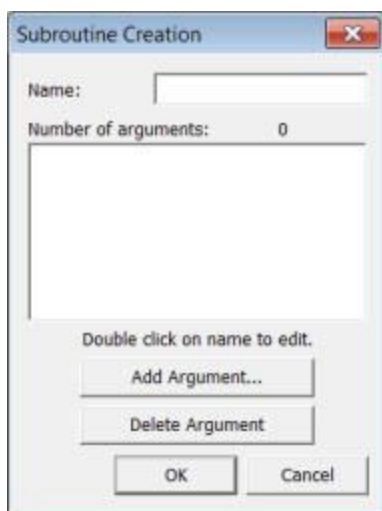 Subroutine Creation
Name:
Number of arguments: 0
Double click on name to edit.
Add Argument...
Delete Argument
OK Cancel